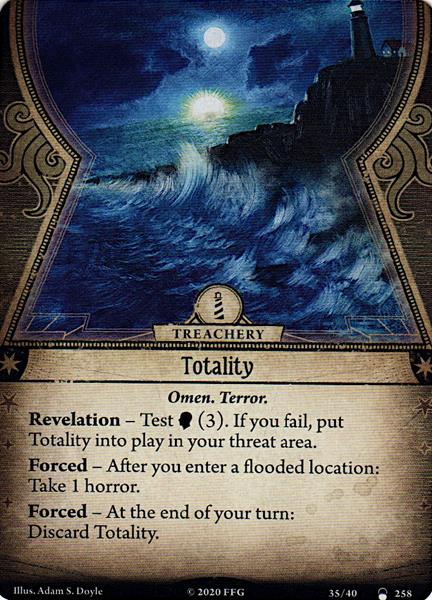 TREACHERY
Totality
Omen. Terror.
Revelation – Test (3). If you fail, put
Totality into play in your threat area.
Forced – After you enter a flooded location:
Take 1 horror.
Forced – At the end of your turn:
Discard Totality.
Illus. Adam S. Doyle © 2020 FFG 35/40 258